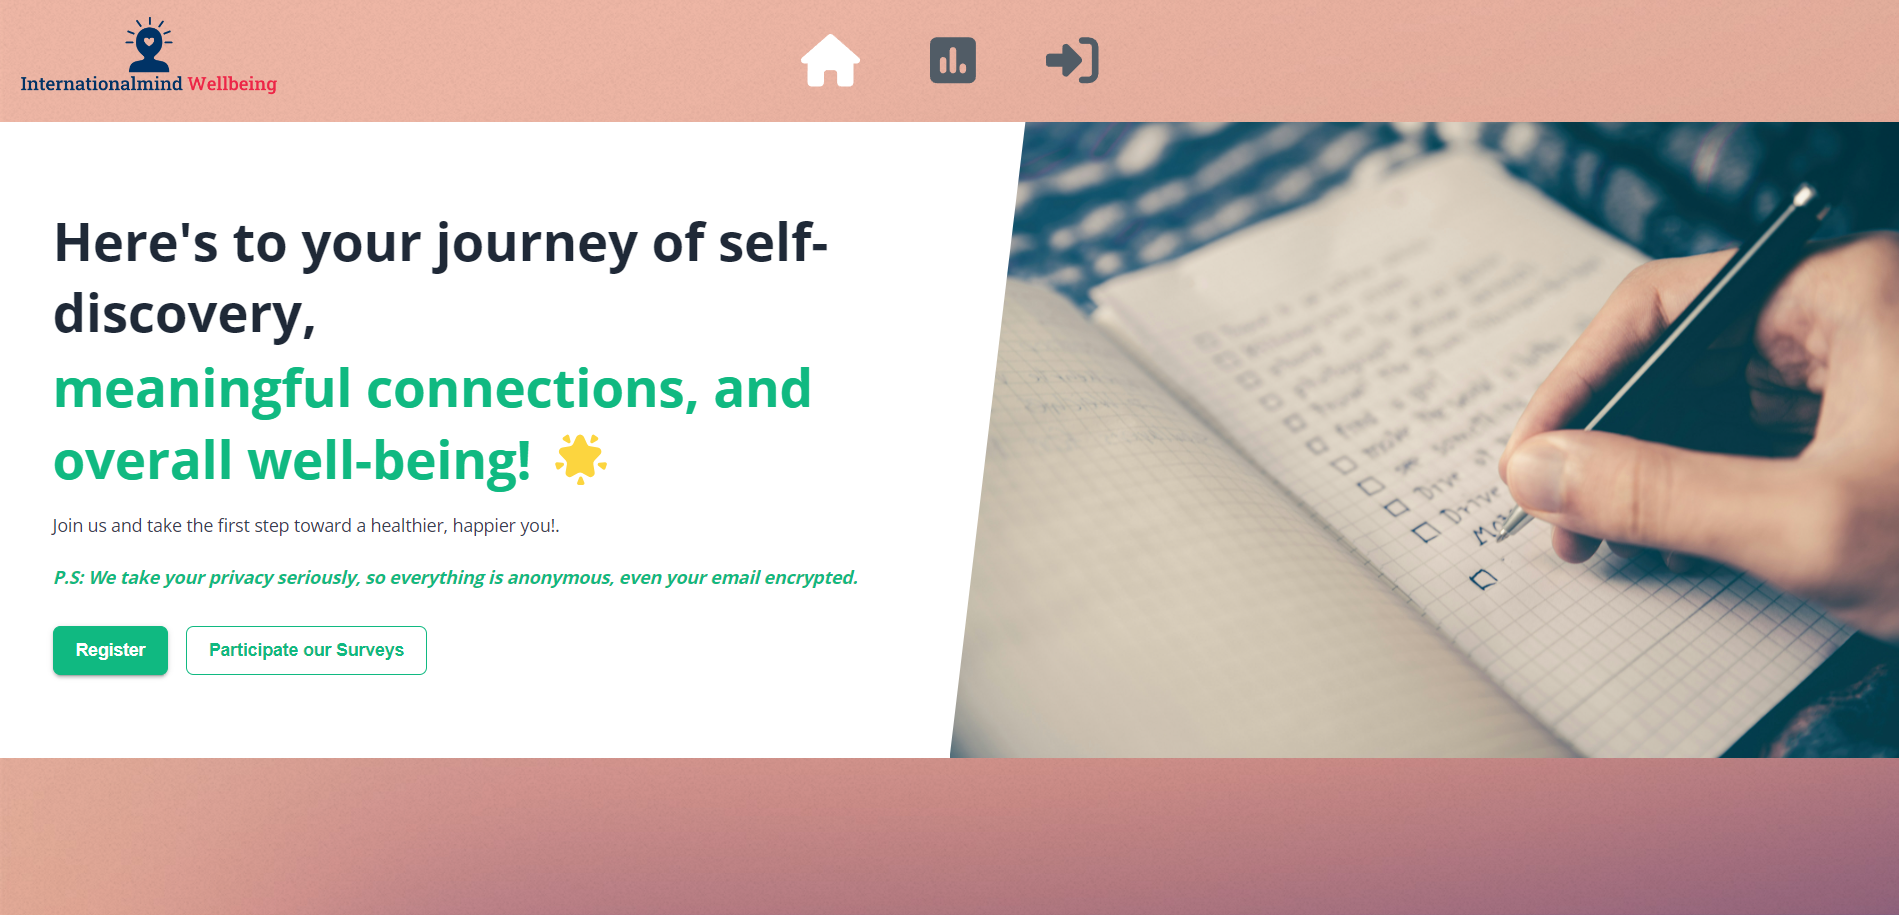 Internationalmind Wellbeing
Here's to your journey of self-
discovery,
meaningful connections, and
overall well-being! 🌟
Join us and take the first step toward a healthier, happier you!.
P.S: We take your privacy seriously, so everything is anonymous, even your email encrypted.
Register
Participate our Surveys
Drive